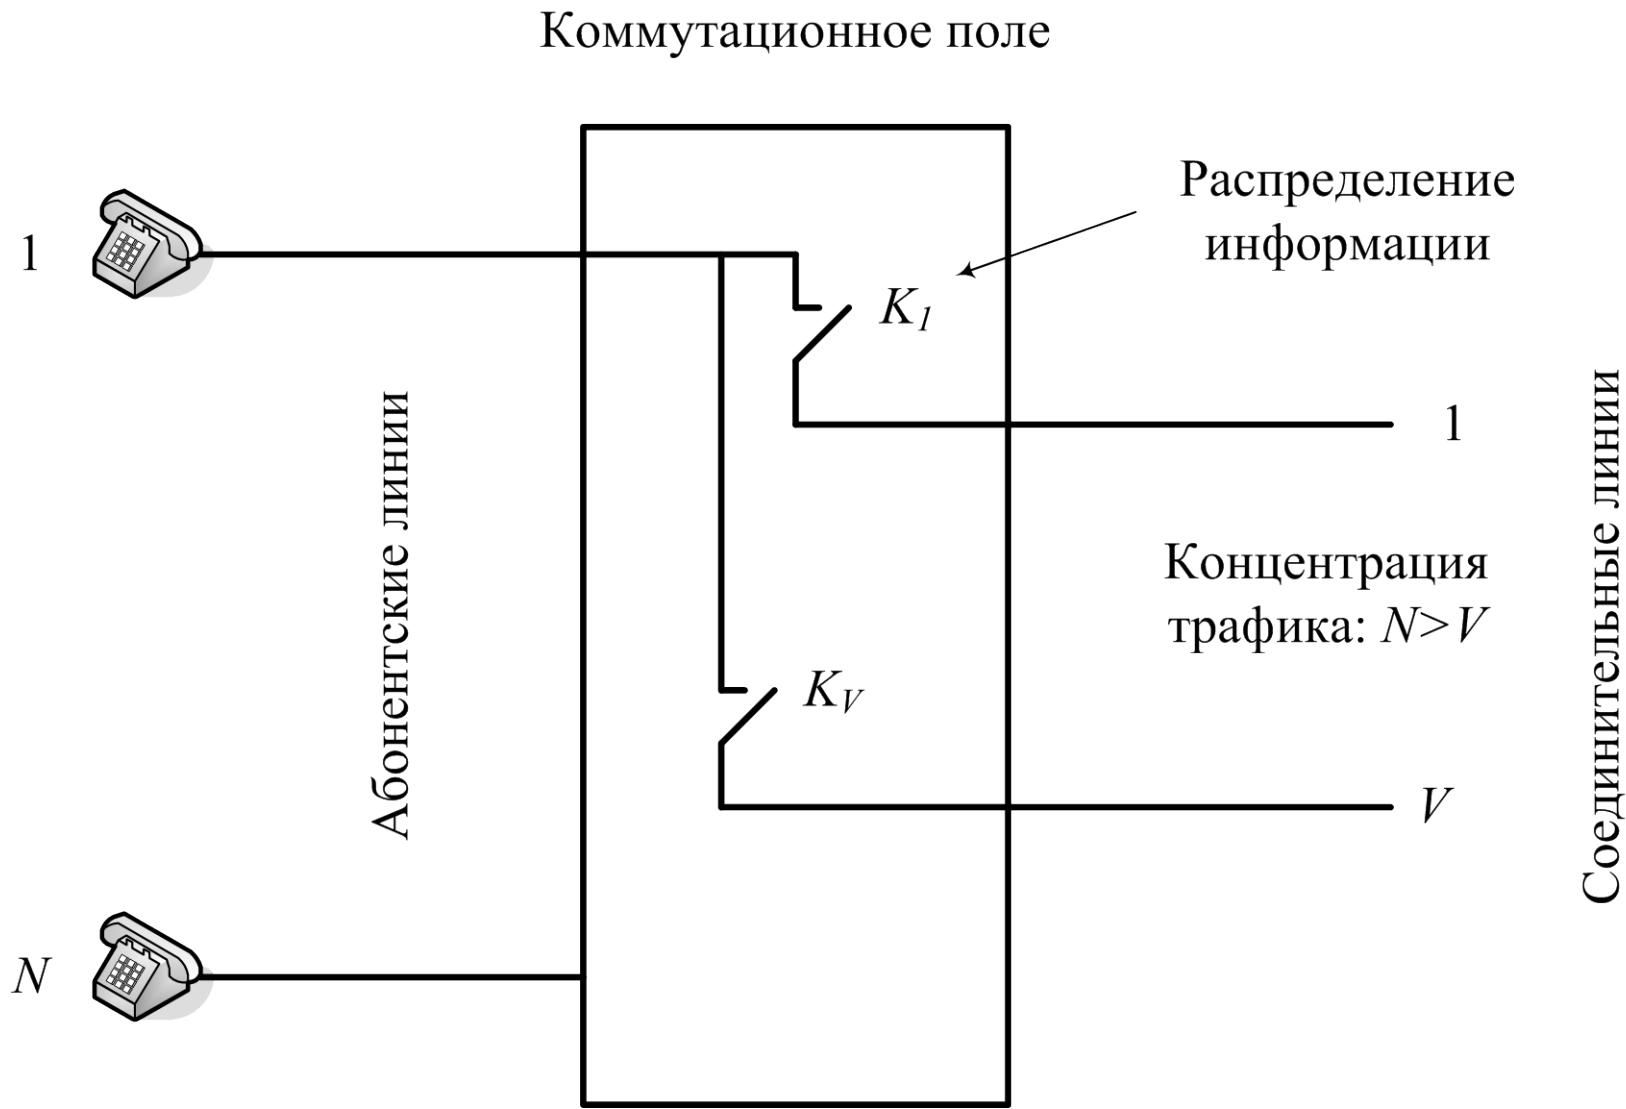 Коммутационное поле
Распределение
информации
1
K1
Абонентские линии
1
Соединительные линии
Концентрация
трафика: N>V
KV
V
N